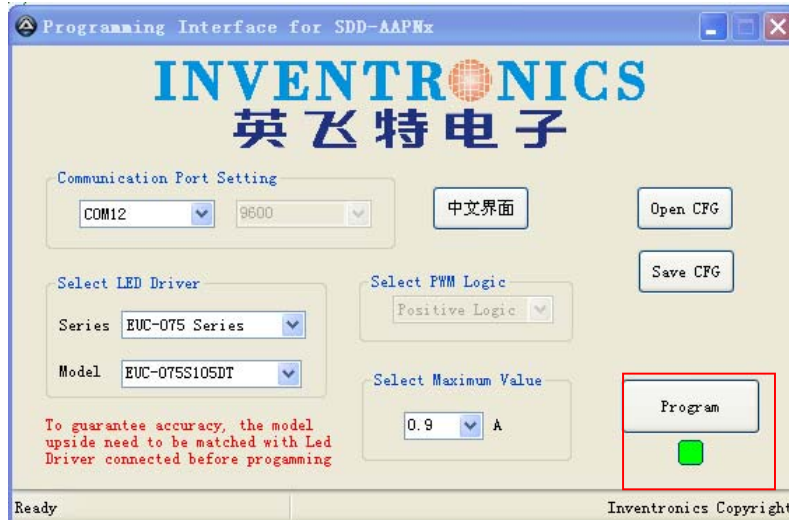 Programming Interface for SDD-AAPNx
INVENTRONICS
英飞特电子
Communication Port Setting
COM12
9600
中文界面
Open CFG
Save CFG
Select LED Driver
Series
EUC-075 Series
Model
EUC-075S105DT
Select PWM Logic
Positive Logic
Select Maximum Value
0.9
A
Program
To guarantee accuracy, the model
upside need to be matched with Led
Driver connected before progamming
Ready
Inventronics Copyright